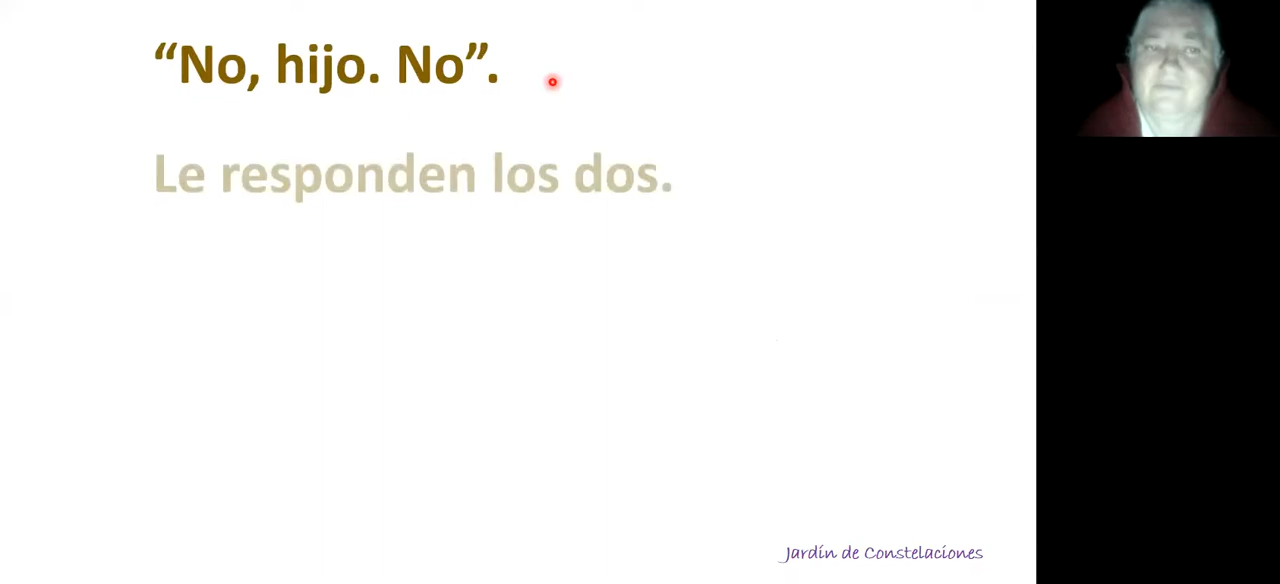 “No, hijo. No”.
Le responden los dos.
Jardín de Constelaciones